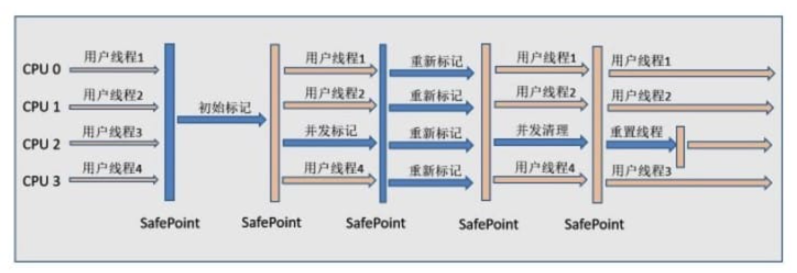 CPU 0 用户线程1 用户线程1 重新标记 用户线程1 用户线程1
CPU 1 用户线程2 初始标记 用户线程2 重新标记 用户线程2 用户线程2
CPU 2 用户线程3 并发标记 重新标记 并发清理 重置线程
CPU 3 用户线程4 用户线程4 重新标记 用户线程4 用户线程3
SafePoint SafePoint SafePoint SafePoint SafePoint